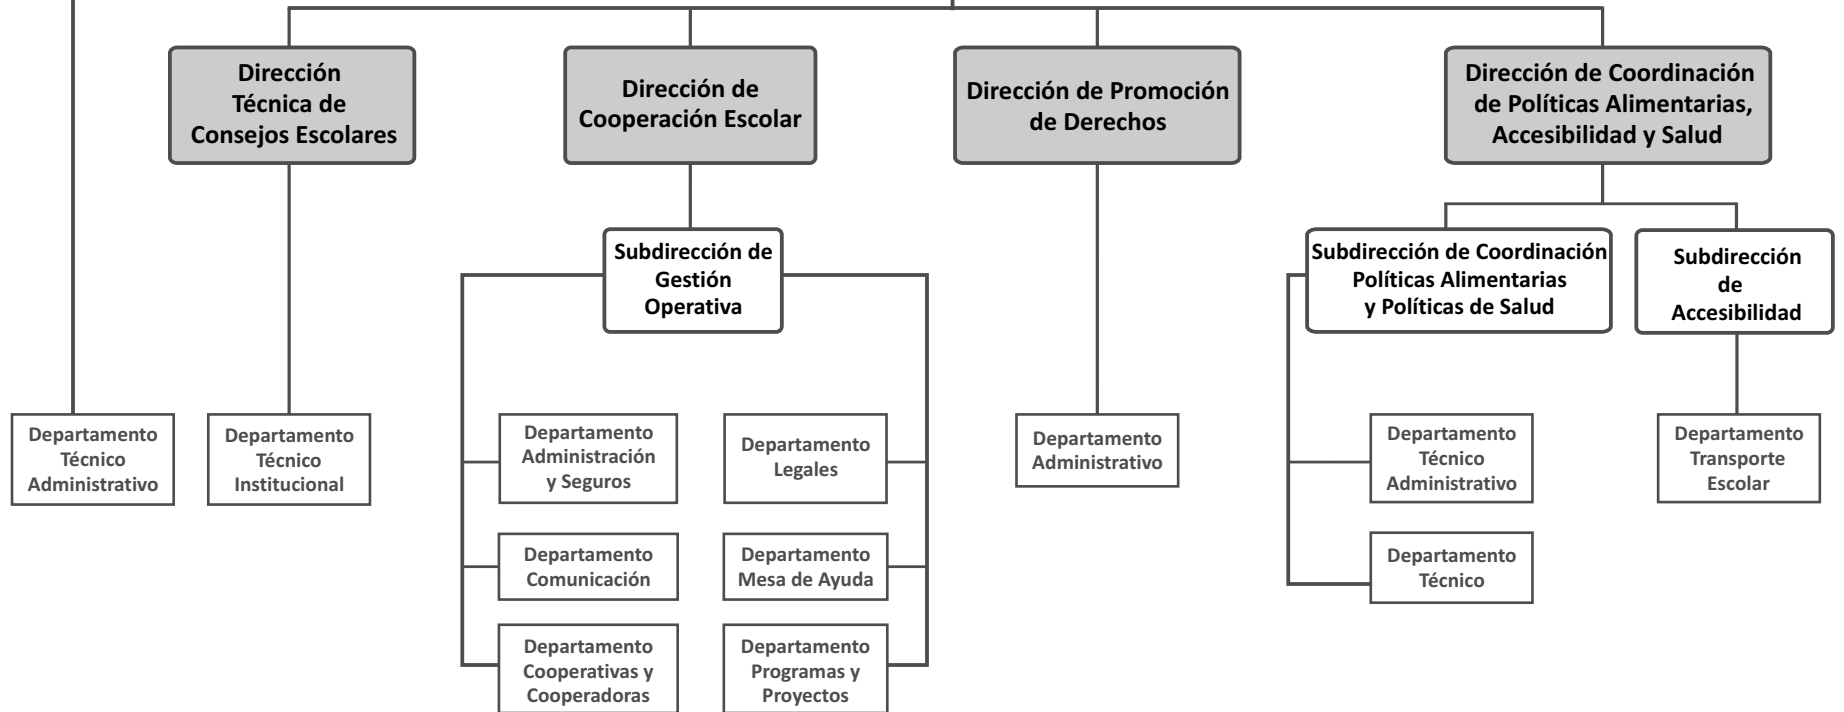 Dirección
Técnica de
Consejos Escolares
Dirección de
Cooperación Escolar
Dirección de Promoción
de Derechos
Dirección de Coordinación
de Políticas Alimentarias,
Accesibilidad y Salud
Subdirección de
Gestión
Operativa
Subdirección de Coordinación
Políticas Alimentarias
y Políticas de Salud
Subdirección
de
Accesibilidad
Departamento
Técnico
Administrativo
Departamento
Técnico
Institucional
Departamento
Administración
y Seguros
Departamento
Legales
Departamento
Administrativo
Departamento
Técnico
Administrativo
Departamento
Transporte
Escolar
Departamento
Comunicación
Departamento
Mesa de Ayuda
Departamento
Técnico
Departamento
Cooperativas y
Cooperadoras
Departamento
Programas y
Proyectos